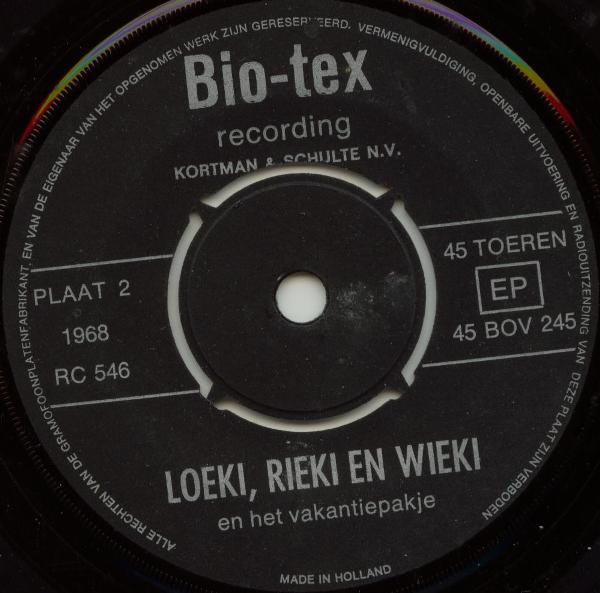 ALLE RECHTEN VAN DE GRAMOFOONPLATENFABRIKANT EN VAN DE EIGENAAR VAN HET OPGENOMEN WERK ZIJN GERESERVEERD. VERMENIGVULDIGING, OPENBARE UITVOERING EN RADIOUITZENDING VAN DEZE PLAAT ZIJN VERBODEN
Bio-tex
recording
KORTMAN & SCHULTE N.V.
PLAAT 2
1968
RC 546
45 TOEREN
EP
45 BOV 245
LOEKI, RIEKI EN WIEKI
en het vakantiepakje
MADE IN HOLLAND